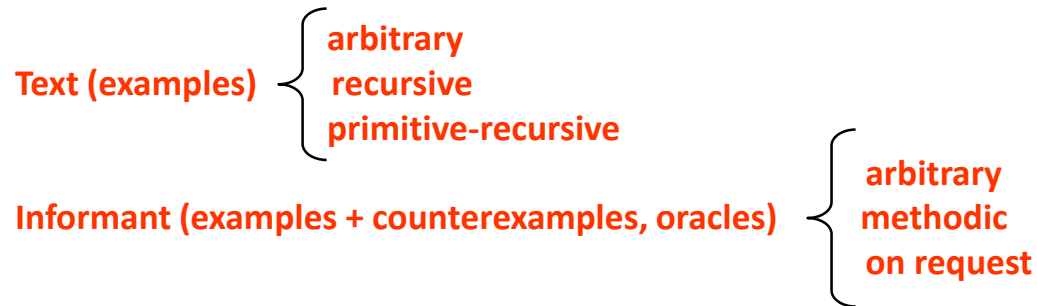 arbitrary
Text (examples) recursive
primitive-recursive
arbitrary
Informant (examples + counterexamples, oracles) methodic
on request